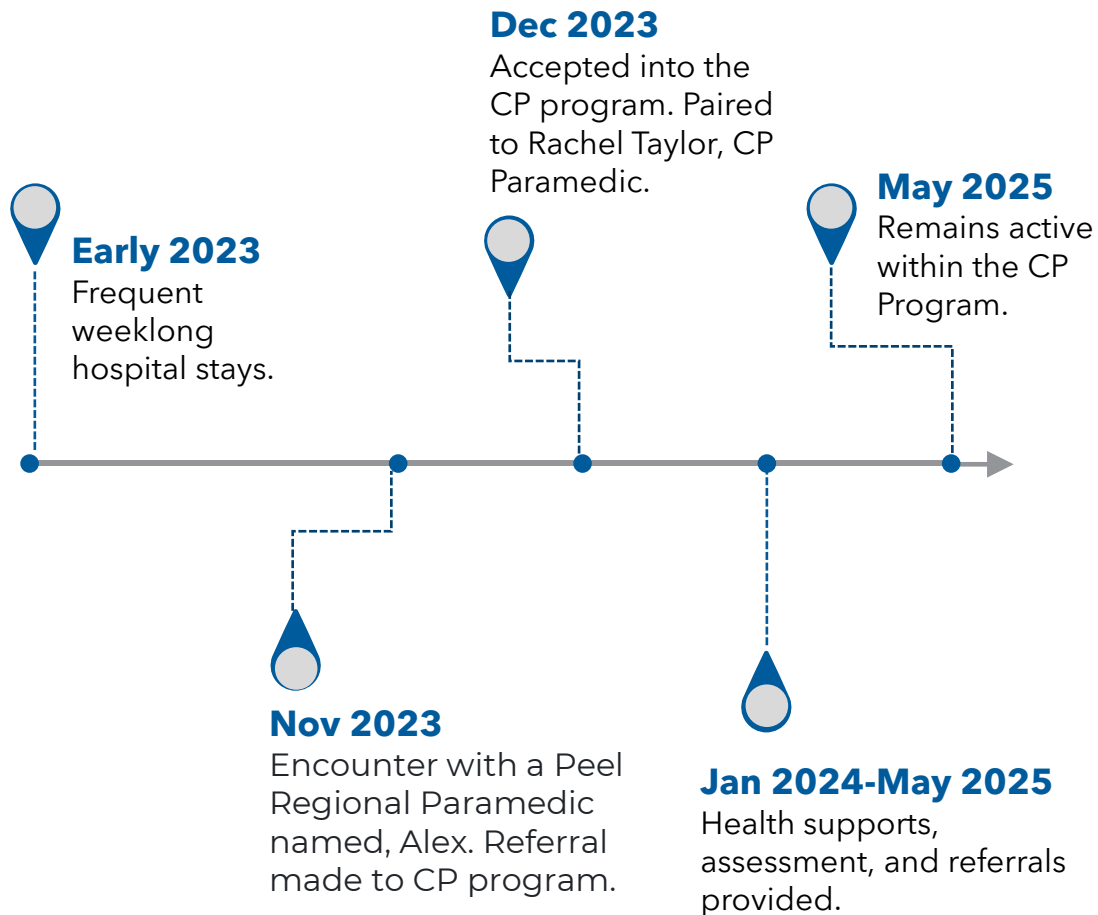 Early 2023
Frequent
weeklong
hospital stays.
Nov 2023
Encounter with a Peel
Regional Paramedic
named, Alex. Referral
made to CP program.
Dec 2023
Accepted into the
CP program. Paired
to Rachel Taylor, CP
Paramedic.
Jan 2024-May 2025
Health supports,
assessment, and referrals
provided.
May 2025
Remains active
within the CP
Program.